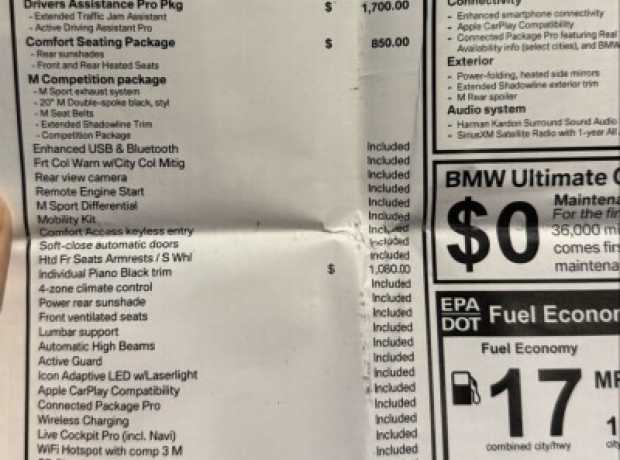 Drivers Assistance Pro Pkg $ 1,700.00
- Extended Traffic Jam Assistant
- Active Driving Assistant Pro
Comfort Seating Package $ 850.00
- Rear sunshades
- Front and Rear Heated Seats
M Competition package
- M Sport exhaust system
- 20" M Double-spoke black, styl
- M Seat Belts
- Extended Shadowline Trim
- Competition Package
Enhanced USB & Bluetooth Included
Frt Col Warn w/City Col Mitig Included
Rear view camera Included
Remote Engine Start Included
M Sport Differential Included
Mobility Kit Included
Comfort Access keyless entry Included
Soft-close automatic doors Included
Htd Fr Seats Armrests / S Whl Included
Individual Piano Black trim $ 1,080.00
4-zone climate control Included
Power rear sunshade Included
Front ventilated seats Included
Lumbar support Included
Automatic High Beams Included
Active Guard Included
Icon Adaptive LED w/Laserlight Included
Apple CarPlay Compatibility Included
Connected Package Pro Included
Wireless Charging Included
Live Cockpit Pro (incl. Navi) Included
WiFi Hotspot with comp 3 M Included
Connectivity
- Enhanced smartphone connectivity
- Apple CarPlay Compatibility
- Connected Package Pro featuring Real
Availability info (select cities), and BMW
Exterior
- Power-folding, heated side mirrors
- Extended Shadowline exterior trim
- M Rear spoiler
Audio system
- Harman Kardon Surround Sound Audio
- SiriusXM Satellite Radio with 1-year All
BMW Ultimate
$0
Maintena
For the fir
36,000 mi
comes firs
maintena
EPA
DOT
Fuel Econor
Fuel Economy
17
combined city/hwy